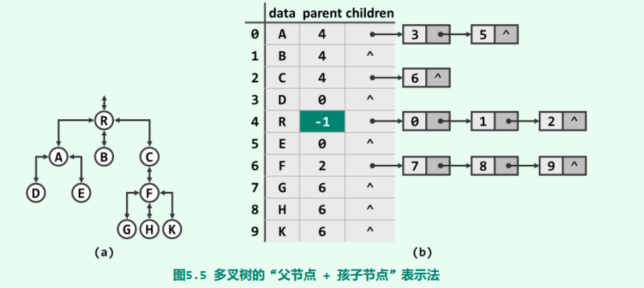 data parent children
0 A 4 3 5 ^
1 B 4 ^
2 C 4 6 ^
3 D 0 ^
4 R -1 0 1 2 ^
5 E 0 ^
6 F 2 7 8 9 ^
7 G 6 ^
8 H 6 ^
9 K 6 ^
R
A B C
D E F
G H K
(a) (b)
图5.5 多叉树的“父节点 + 孩子节点”表示法